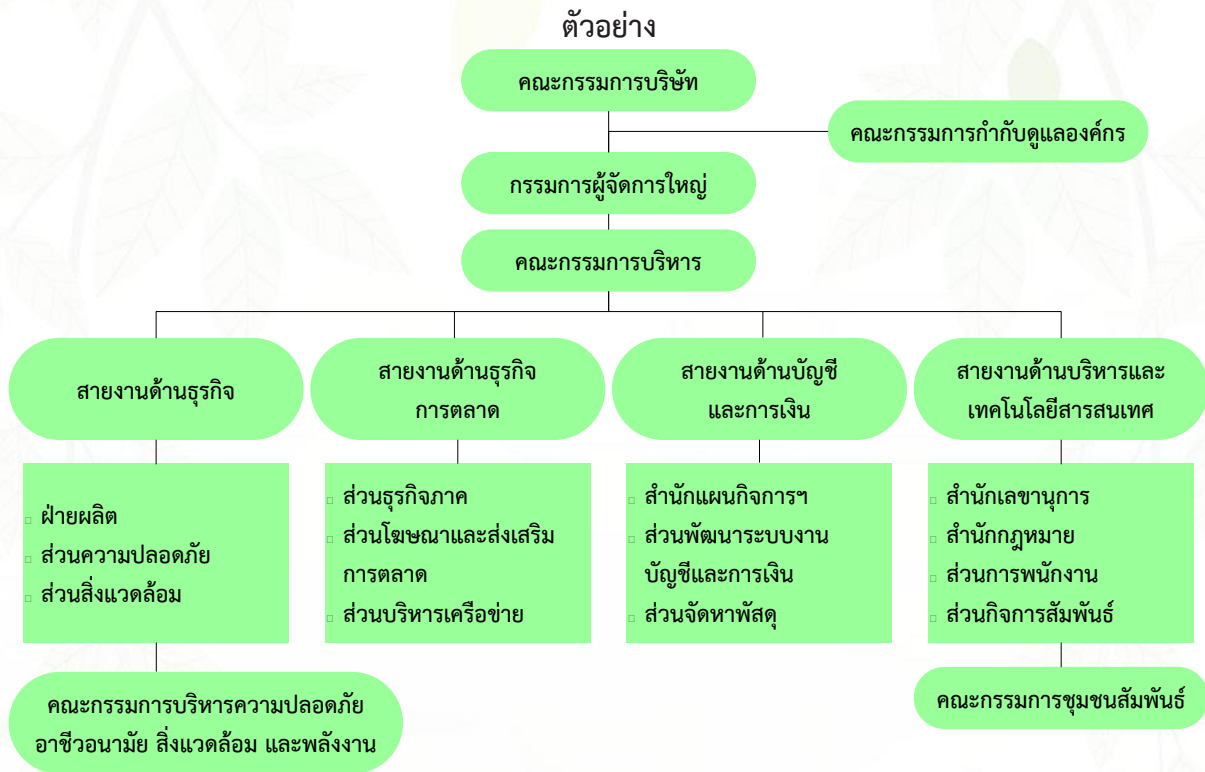 ตัวอย่าง
คณะกรรมการบริษัท
คณะกรรมการกำกับดูแลองค์กร
กรรมการผู้จัดการใหญ่
คณะกรรมการบริหาร
สายงานด้านธุรกิจ
สายงานด้านธุรกิจ
การตลาด
สายงานด้านบัญชี
และการเงิน
สายงานด้านบริหารและ
เทคโนโลยีสารสนเทศ
ฝ่ายผลิต
ส่วนความปลอดภัย
ส่วนสิ่งแวดล้อม
ส่วนธุรกิจภาค
ส่วนโฆษณาและส่งเสริม
การตลาด
ส่วนบริหารเครือข่าย
สำนักแผนกิจการฯ
ส่วนพัฒนาระบบงาน
บัญชีและการเงิน
ส่วนจัดหาพัสดุ
สำนักเลขานุการ
สำนักกฎหมาย
ส่วนการพนักงาน
ส่วนกิจการสัมพันธ์
คณะกรรมการบริหารความปลอดภัย
อาชีวอนามัย สิ่งแวดล้อม และพลังงาน
คณะกรรมการชุมชนสัมพันธ์